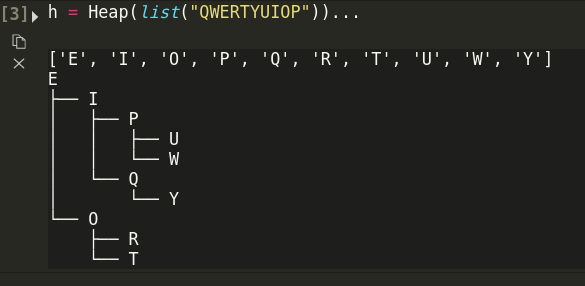 [3] h = Heap(list("QWERTYUIOP"))...
['E', 'I', 'O', 'P', 'Q', 'R', 'T', 'U', 'W', 'Y']
E
├── I
│   ├── P
│   │   ├── U
│   │   └── W
│   └── Q
│       └── Y
└── O
    ├── R
    └── T